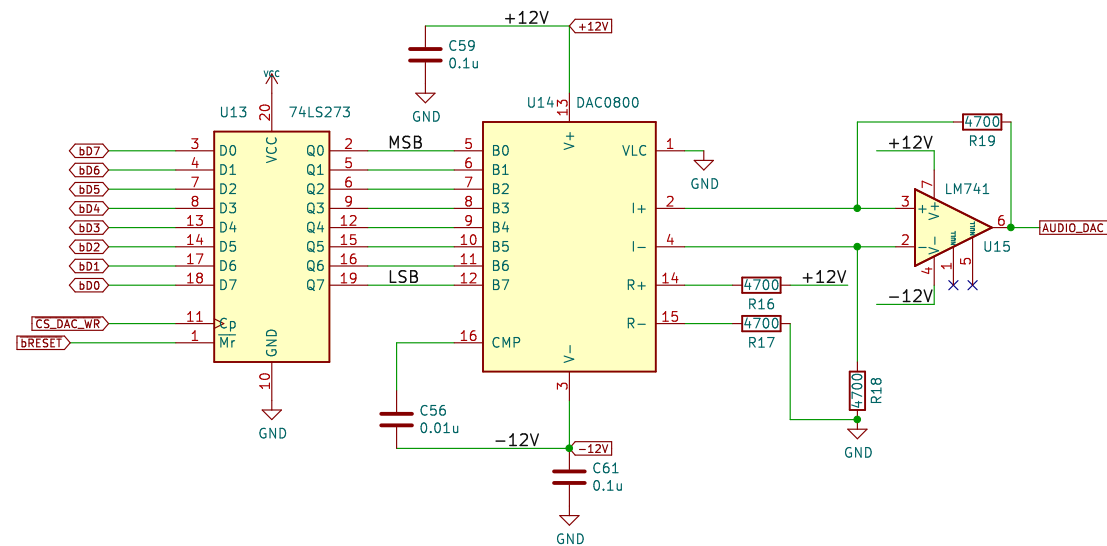 +12V
+12V
C59
0.1u
GND
VCC
20
U13
74LS273
U14
13
DAC0800
bD7
3
D0
VCC
Q0
2
MSB
5
B0
V+
VLC
1
GND
bD6
4
D1
Q1
5
6
B1
bD5
7
D2
Q2
6
7
B2
bD4
8
D3
Q3
9
8
B3
I+
2
bD3
13
D4
Q4
12
9
B4
bD2
14
D5
Q5
15
10
B5
I-
4
bD1
17
D6
Q6
16
11
B6
bD0
18
D7
Q7
19
LSB
12
B7
R+
14
4700
R16
+12V
CS_DAC_WR
11
Cp
R-
15
4700
R17
bRESET
1
Mr
GND
10
GND
16
CMP
V-
3
C56
0.01u
-12V
-12V
C61
0.1u
GND
4700
R19
+12V
7
LM741
3
+
V+
2
-
V-
4
NULL
NULL
1
5
6
U15
AUDIO_DAC
-12V
4700
R18
GND